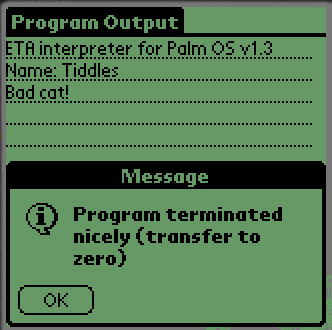 Program Output
ETA interpreter for Palm OS v1.3
Name: Tiddles
Bad cat!
Message
Program terminated
nicely (transfer to
zero)
OK